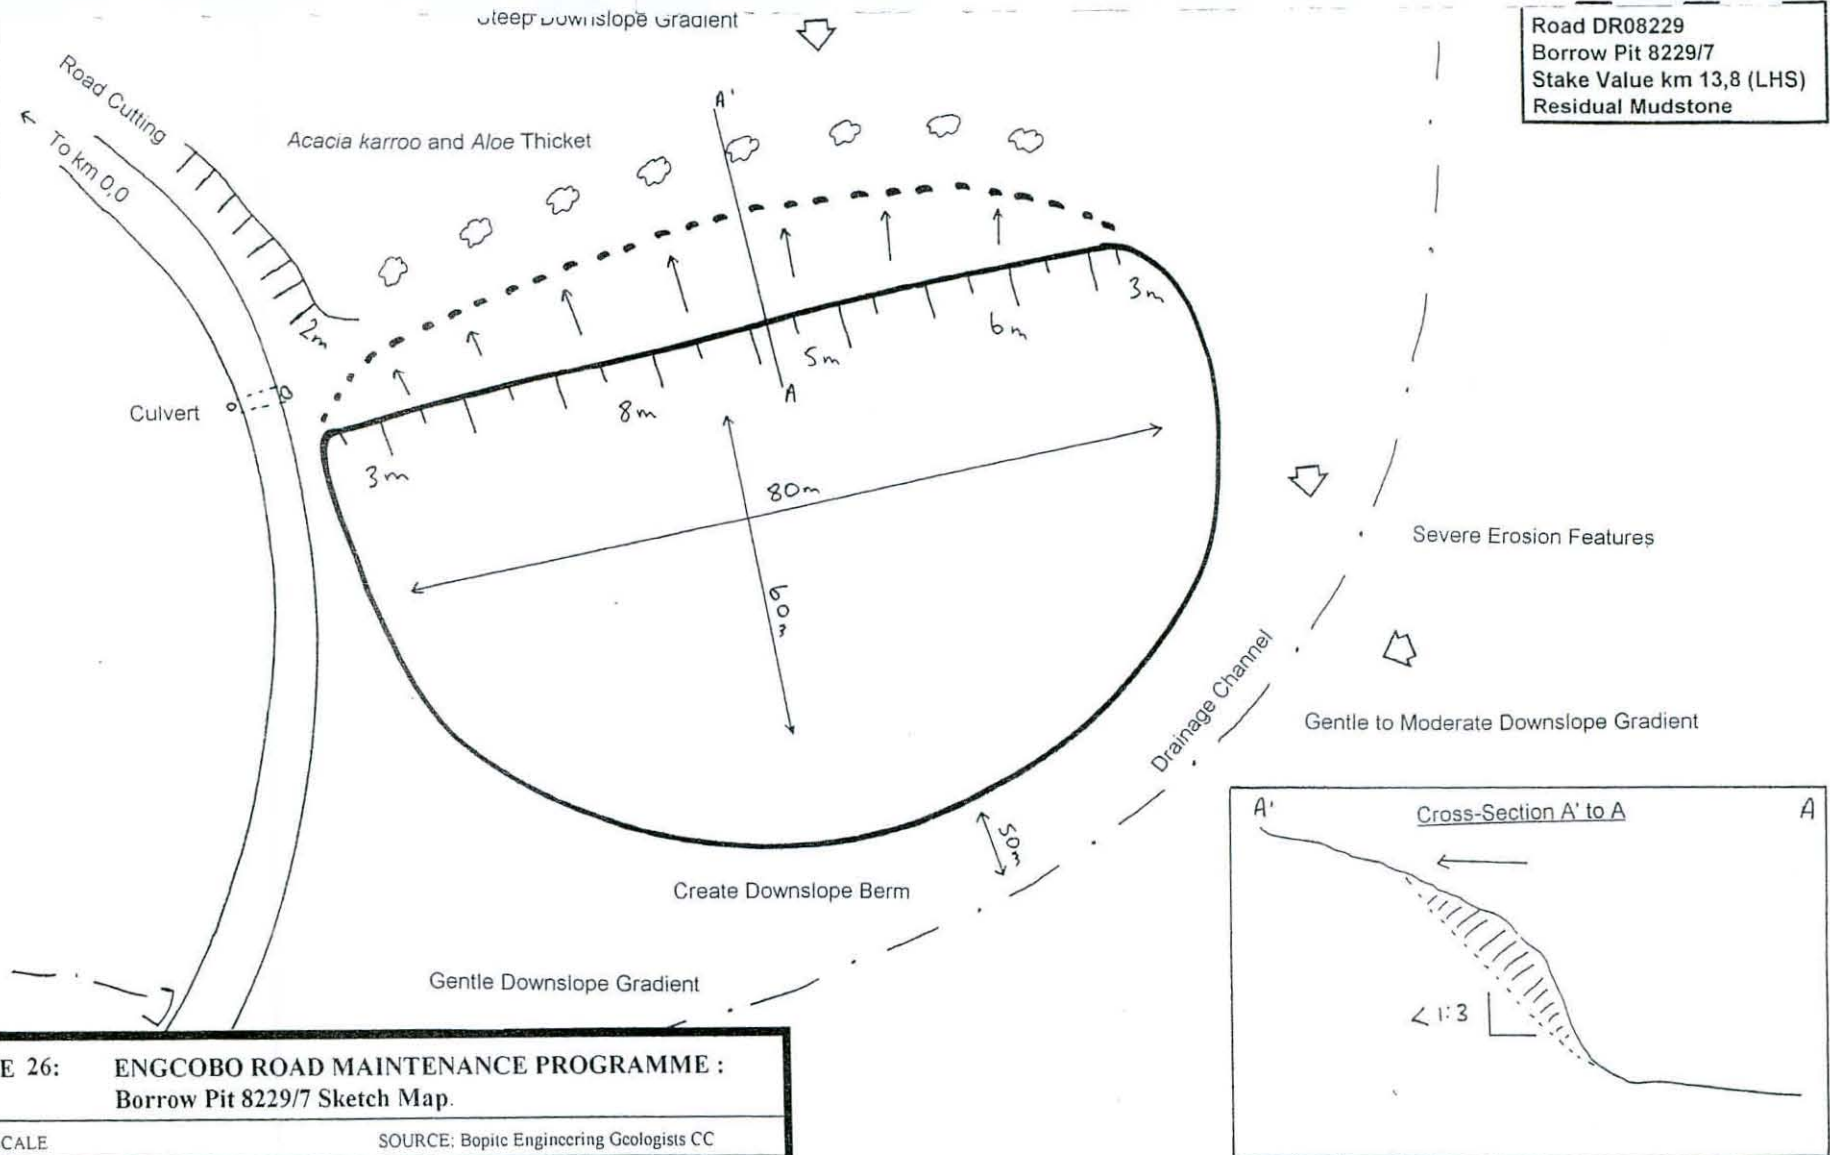 Steep Downslope Gradient
Road DR08229
Borrow Pit 8229/7
Stake Value km 13,8 (LHS)
Residual Mudstone
Road Cutting
To km 0,0
Acacia karroo and Aloe Thicket
A'
2m
3m
6m
5m
A
8m
Culvert
3m
80m
60m
Severe Erosion Features
Drainage Channel
Gentle to Moderate Downslope Gradient
50m
Create Downslope Berm
Gentle Downslope Gradient
A'
Cross-Section A' to A
A
< 1:3
E 26: ENGCOBO ROAD MAINTENANCE PROGRAMME :
Borrow Pit 8229/7 Sketch Map.
CALE
SOURCE: Bopite Engineering Geologists CC